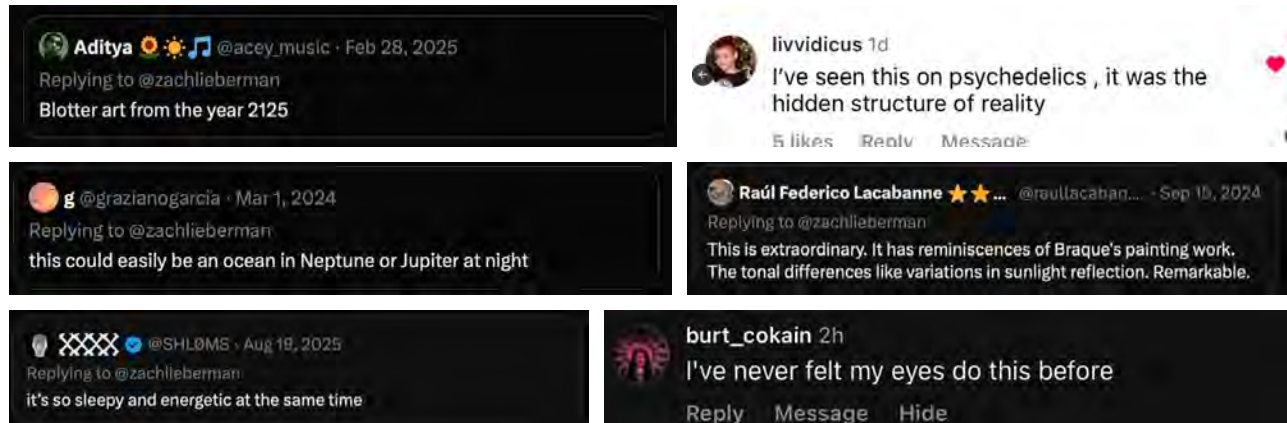 Aditya 🌻☀️🎵 @acey_music · Feb 28, 2025
Replying to @zachlieberman
Blotter art from the year 2125
livvidicus 1d
I've seen this on psychedelics , it was the
hidden structure of reality
5 likes Reply Message
g @grazianogarcia · Mar 1, 2024
Replying to @zachlieberman
this could easily be an ocean in Neptune or Jupiter at night
Raúl Federico Lacabanne ⭐⭐... @raullacaban... · Sep 15, 2024
Replying to @zachlieberman
This is extraordinary. It has reminiscences of Braque's painting work.
The tonal differences like variations in sunlight reflection. Remarkable.
@SHL0MS · Aug 19, 2025
Replying to @zachlieberman
it's so sleepy and energetic at the same time
burt_cokain 2h
I've never felt my eyes do this before
Reply Message Hide